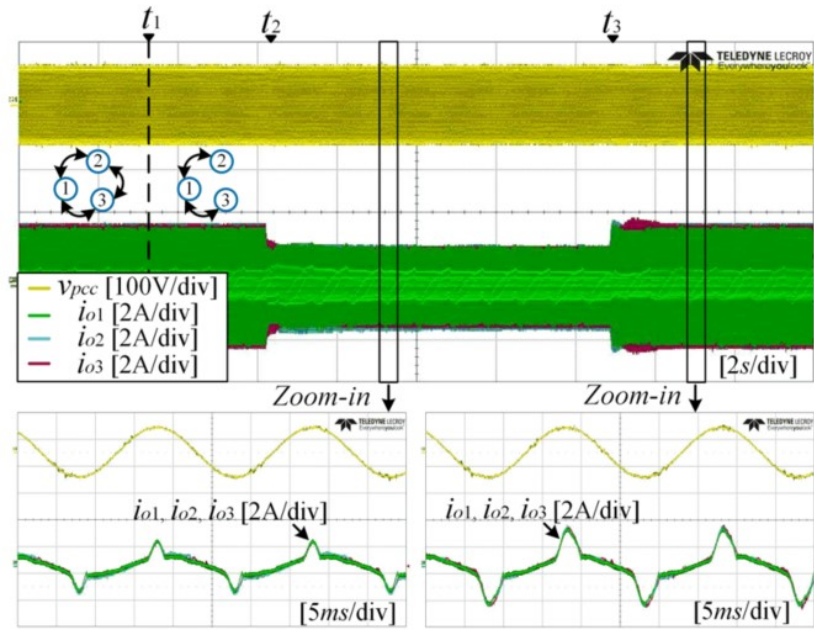 t1 t2 t3
TELEDYNE LECROY
Everywhereyoulook
2
2
1
1
3
3
vpcc [100V/div]
io1 [2A/div]
io2 [2A/div]
io3 [2A/div]
[2s/div]
Zoom-in
Zoom-in
TELEDYNE LECROY
TELEDYNE LECROY
io1, io2, io3 [2A/div]
io1, io2, io3 [2A/div]
[5ms/div]
[5ms/div]